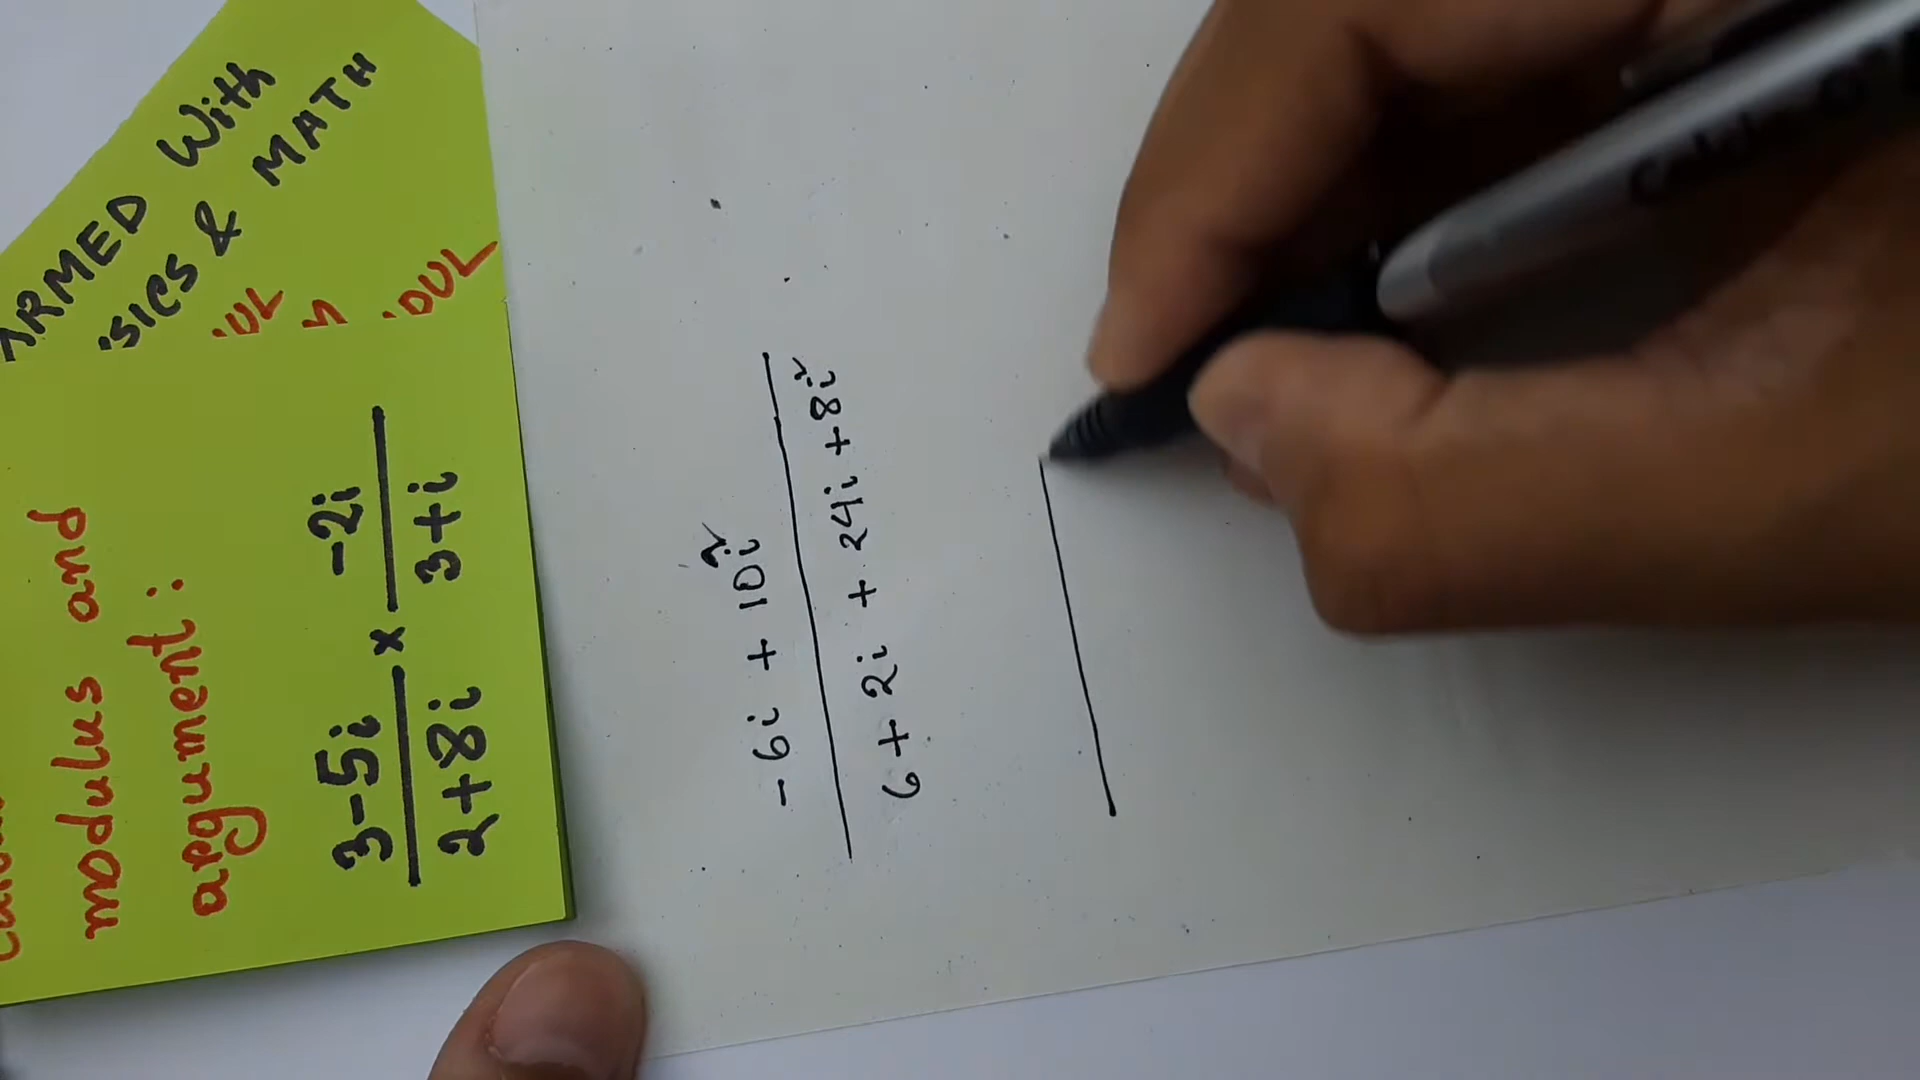 ARMED With
SICS & MATH
DUL
modulus and
argument:
3-5i/2+8i × -2i/3+i
-6i + 10i²
6 + 2i + 24i + 8i²